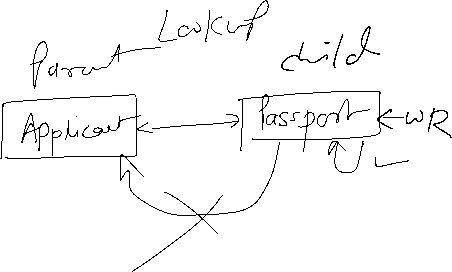 Parent Lookup
child
Applicant
Passport
WR